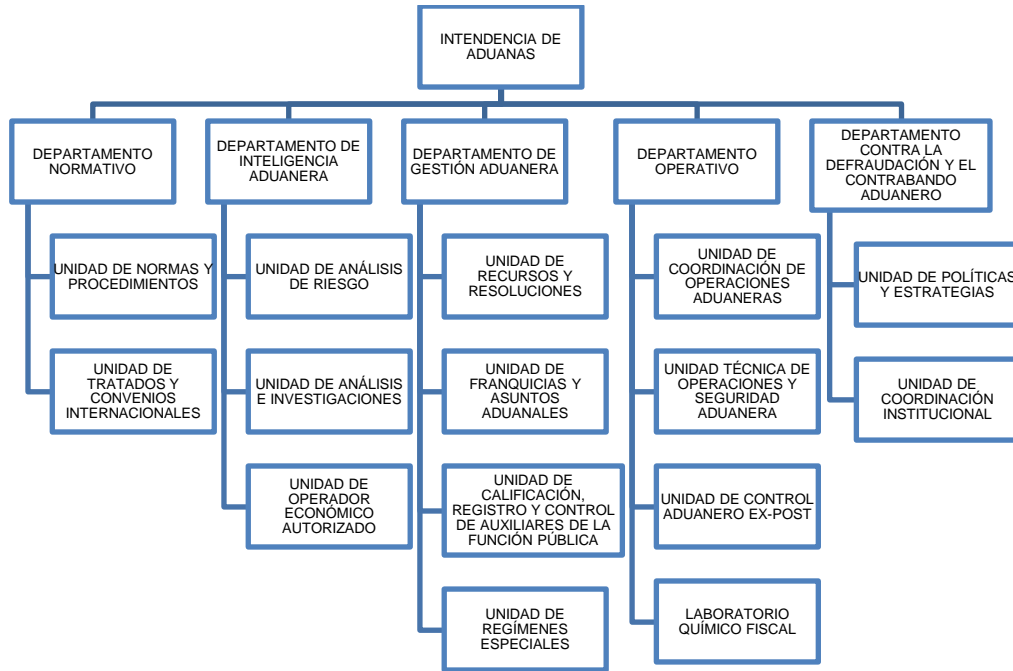 INTENDENCIA DE
ADUANAS
DEPARTAMENTO
NORMATIVO
DEPARTAMENTO DE
INTELIGENCIA
ADUANERA
DEPARTAMENTO DE
GESTIÓN ADUANERA
DEPARTAMENTO
OPERATIVO
DEPARTAMENTO
CONTRA LA
DEFRAUDACIÓN Y EL
CONTRABANDO
ADUANERO
UNIDAD DE NORMAS Y
PROCEDIMIENTOS
UNIDAD DE
TRATADOS Y
CONVENIOS
INTERNACIONALES
UNIDAD DE ANÁLISIS
DE RIESGO
UNIDAD DE ANÁLISIS
E INVESTIGACIONES
UNIDAD DE
OPERADOR
ECONÓMICO
AUTORIZADO
UNIDAD DE
RECURSOS Y
RESOLUCIONES
UNIDAD DE
FRANQUICIAS Y
ASUNTOS
ADUANALES
UNIDAD DE
CALIFICACIÓN,
REGISTRO Y CONTROL
DE AUXILIARES DE LA
FUNCIÓN PÚBLICA
UNIDAD DE
REGÍMENES
ESPECIALES
UNIDAD DE
COORDINACIÓN DE
OPERACIONES
ADUANERAS
UNIDAD TÉCNICA DE
OPERACIONES Y
SEGURIDAD
ADUANERA
UNIDAD DE CONTROL
ADUANERO EX-POST
LABORATORIO
QUÍMICO FISCAL
UNIDAD DE POLÍTICAS
Y ESTRATEGIAS
UNIDAD DE
COORDINACIÓN
INSTITUCIONAL